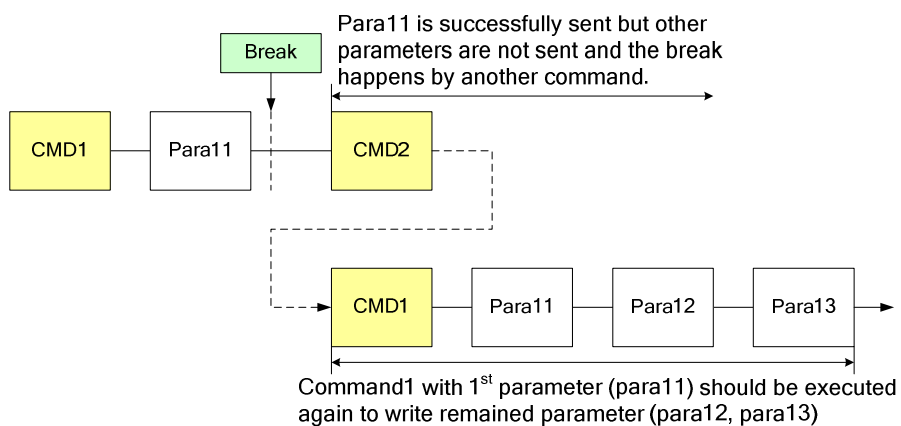 Para11 is successfully sent but other
parameters are not sent and the break
happens by another command.
Break
CMD1
Para11
CMD2
CMD1
Para11
Para12
Para13
Command1 with 1st parameter (para11) should be executed
again to write remained parameter (para12, para13)